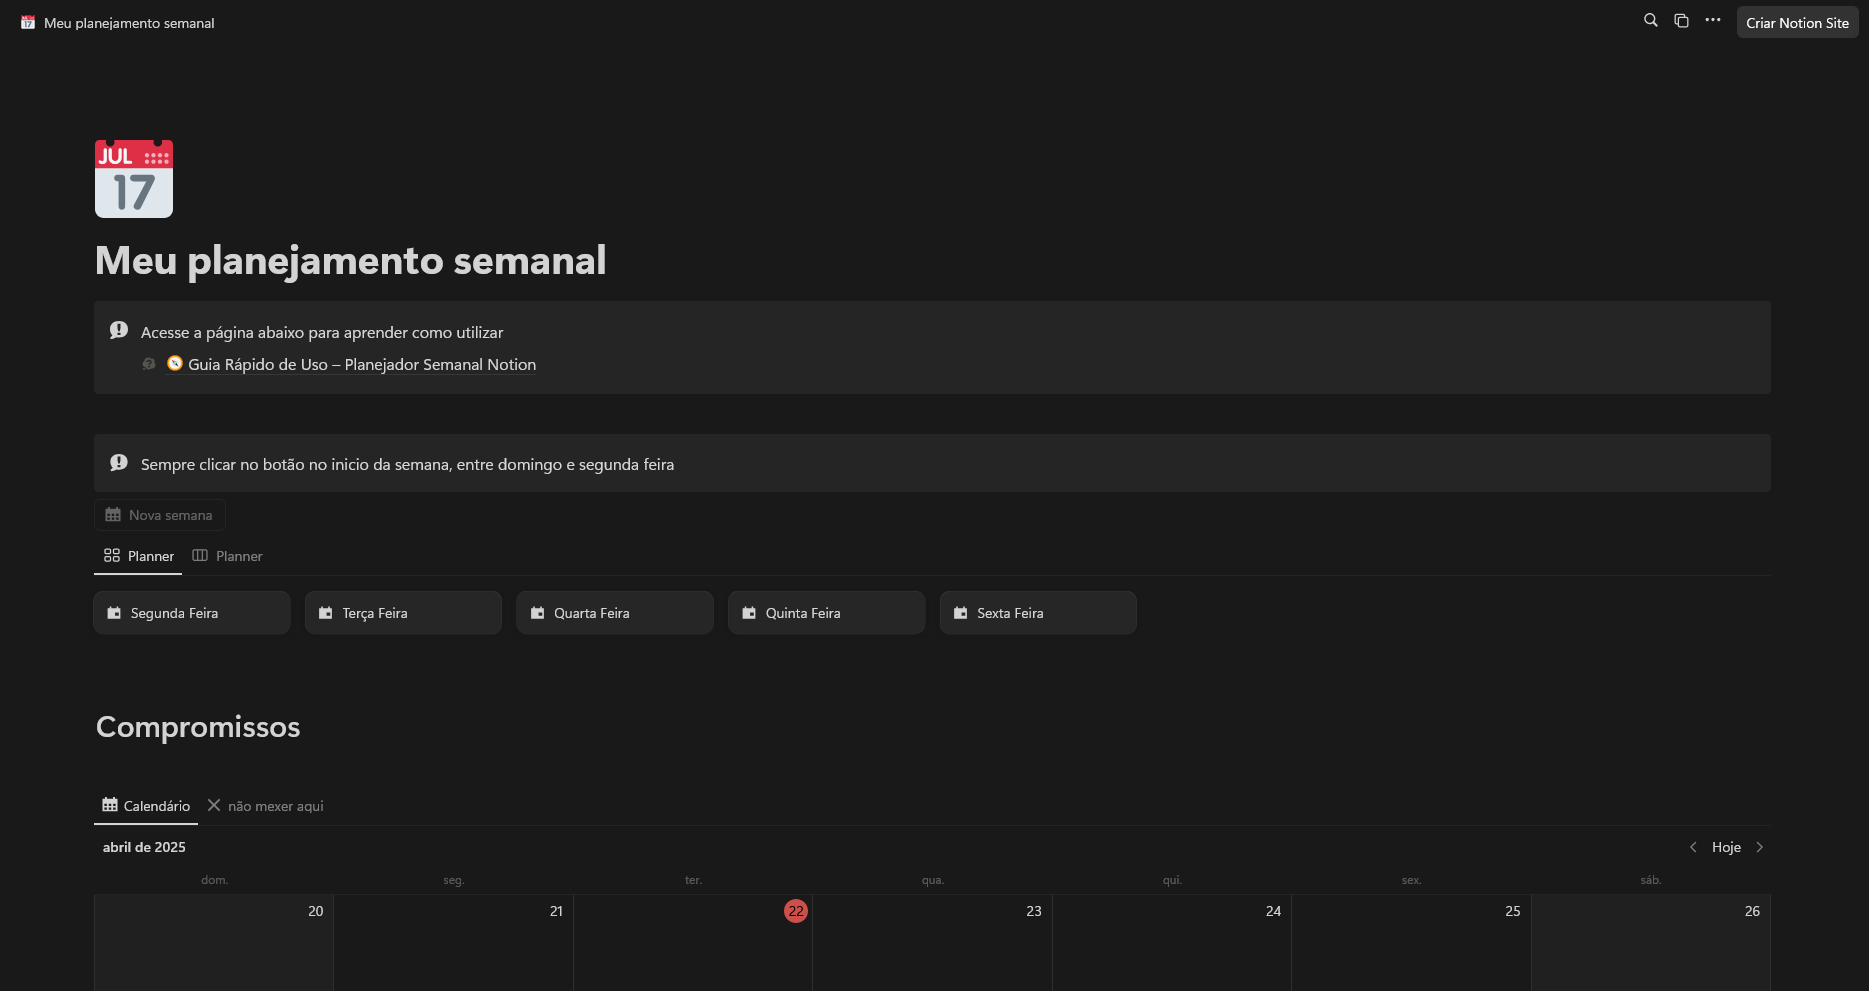 Meu planejamento semanal
Criar Notion Site
JUL
17
Meu planejamento semanal
Acesse a página abaixo para aprender como utilizar
Guia Rápido de Uso – Planejador Semanal Notion
Sempre clicar no botão no inicio da semana, entre domingo e segunda feira
Nova semana
Planner Planner
Segunda Feira Terça Feira Quarta Feira Quinta Feira Sexta Feira
Compromissos
Calendário não mexer aqui
abril de 2025 Hoje
dom. seg. ter. qua. qui. sex. sáb.
20 21 22 23 24 25 26